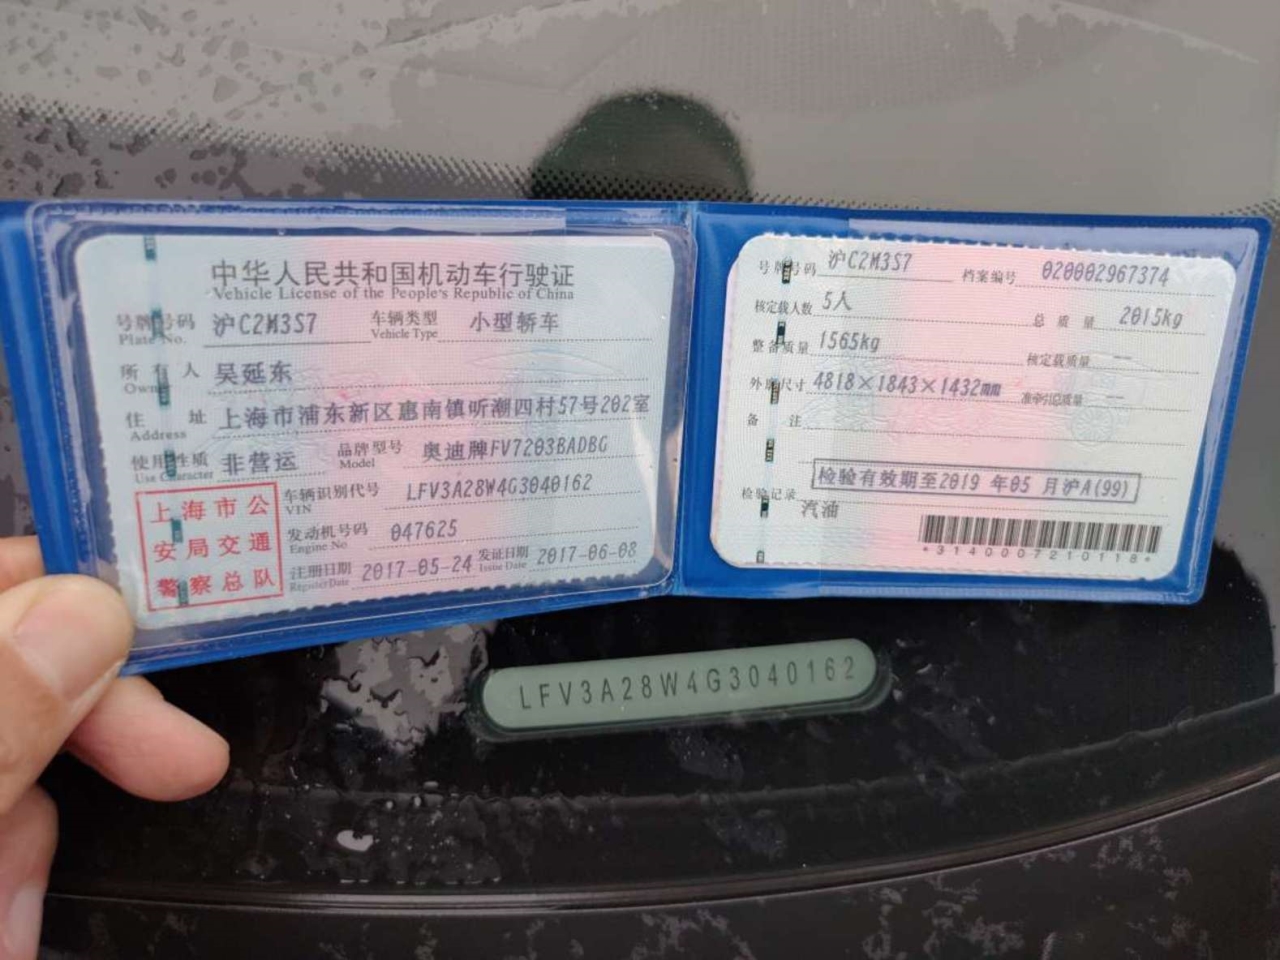 中华人民共和国机动车行驶证
Vehicle License of the People's Republic of China
号牌号码 沪C2M3S7 车辆类型 小型轿车
Plate No. Vehicle Type
所有人 吴延东
Owner
住址 上海市浦东新区惠南镇听潮四村57号202室
Address
使用性质 非营运 品牌型号 奥迪牌FV7203BADBG
Use Character Model
上海市公安局交通警察总队
车辆识别代号 LFV3A28W4G3040162
VIN
发动机号码 047625
Engine No
注册日期 2017-05-24 发证日期 2017-06-08
Register Date Issue Date
号牌号码 沪C2M3S7 档案编号 020002967374
核定载人数 5人 总质量 2015kg
整备质量 1565kg 核定载质量 --
外廓尺寸 4818×1843×1432mm 准牵引总质量 --
备注
检验有效期至2019 年05 月沪A(99)
检验记录
汽油
*3140007210118*
LFV3A28W4G3040162